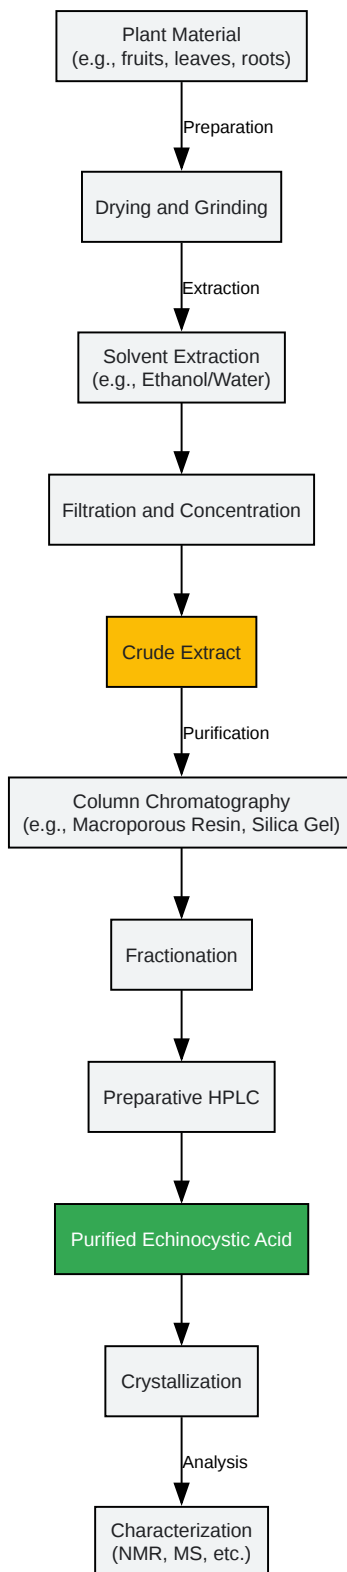 Plant Material
(e.g., fruits, leaves, roots)
Preparation
Drying and Grinding
Extraction
Solvent Extraction
(e.g., Ethanol/Water)
Filtration and Concentration
Crude Extract
Purification
Column Chromatography
(e.g., Macroporous Resin, Silica Gel)
Fractionation
Preparative HPLC
Purified Echinocystic Acid
Crystallization
Analysis
Characterization
(NMR, MS, etc.)